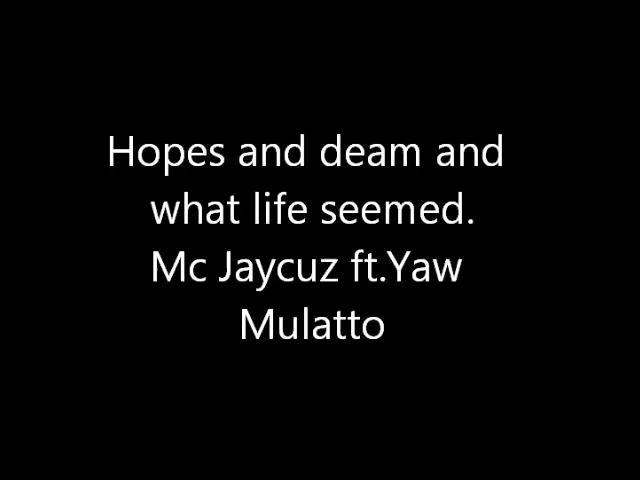 Hopes and deam and
what life seemed.
Mc Jaycuz ft.Yaw
Mulatto